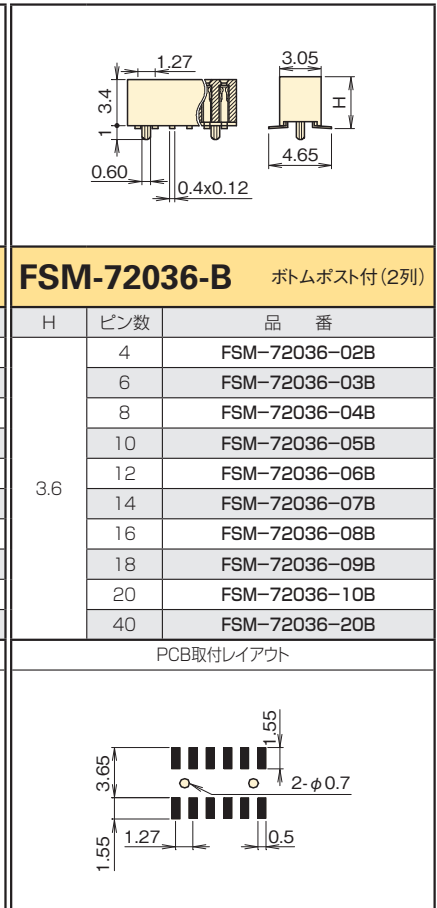 1.27
3.05
3.4
H
1
4.65
0.60
0.4x0.12
FSM-72036-B ボトムポスト付(2列)
H ピン数 品 番
3.6
4 FSM−72036−02B
6 FSM−72036−03B
8 FSM−72036−04B
10 FSM−72036−05B
12 FSM−72036−06B
14 FSM−72036−07B
16 FSM−72036−08B
18 FSM−72036−09B
20 FSM−72036−10B
40 FSM−72036−20B
PCB取付レイアウト
1.55
3.65
2-φ0.7
1.27
0.5
1.55